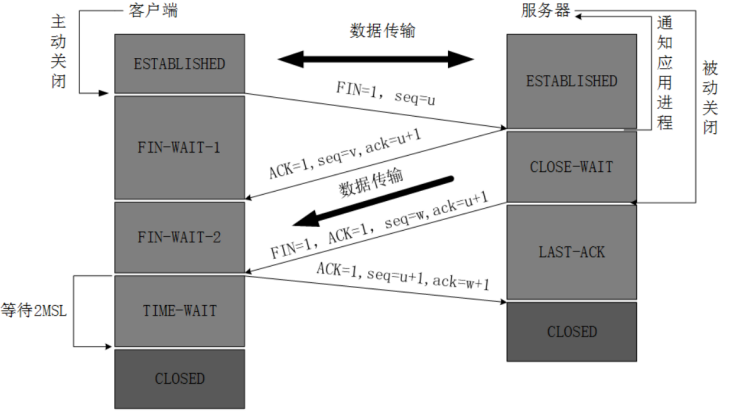 客户端
服务器
主动关闭
数据传输
通知应用进程
被动关闭
ESTABLISHED
ESTABLISHED
FIN=1, seq=u
FIN-WAIT-1
ACK=1,seq=v,ack=u+1
CLOSE-WAIT
数据传输
FIN-WAIT-2
FIN=1, ACK=1, seq=w,ack=u+1
LAST-ACK
ACK=1,seq=u+1,ack=w+1
等待2MSL
TIME-WAIT
CLOSED
CLOSED